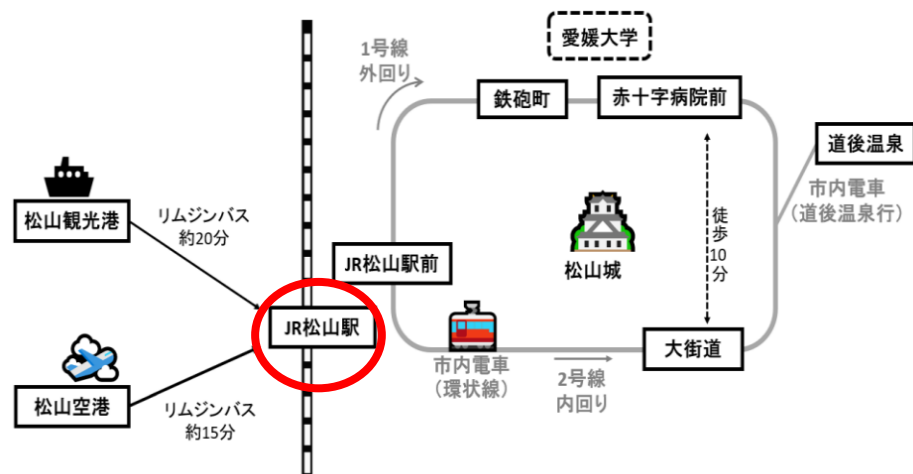 愛媛大学
1号線
外回り
鉄砲町
赤十字病院前
道後温泉
市内電車
(道後温泉行)
松山観光港
リムジンバス
約20分
徒歩10分
松山城
JR松山駅前
JR松山駅
大街道
市内電車
(環状線)
2号線
内回り
松山空港
リムジンバス
約15分